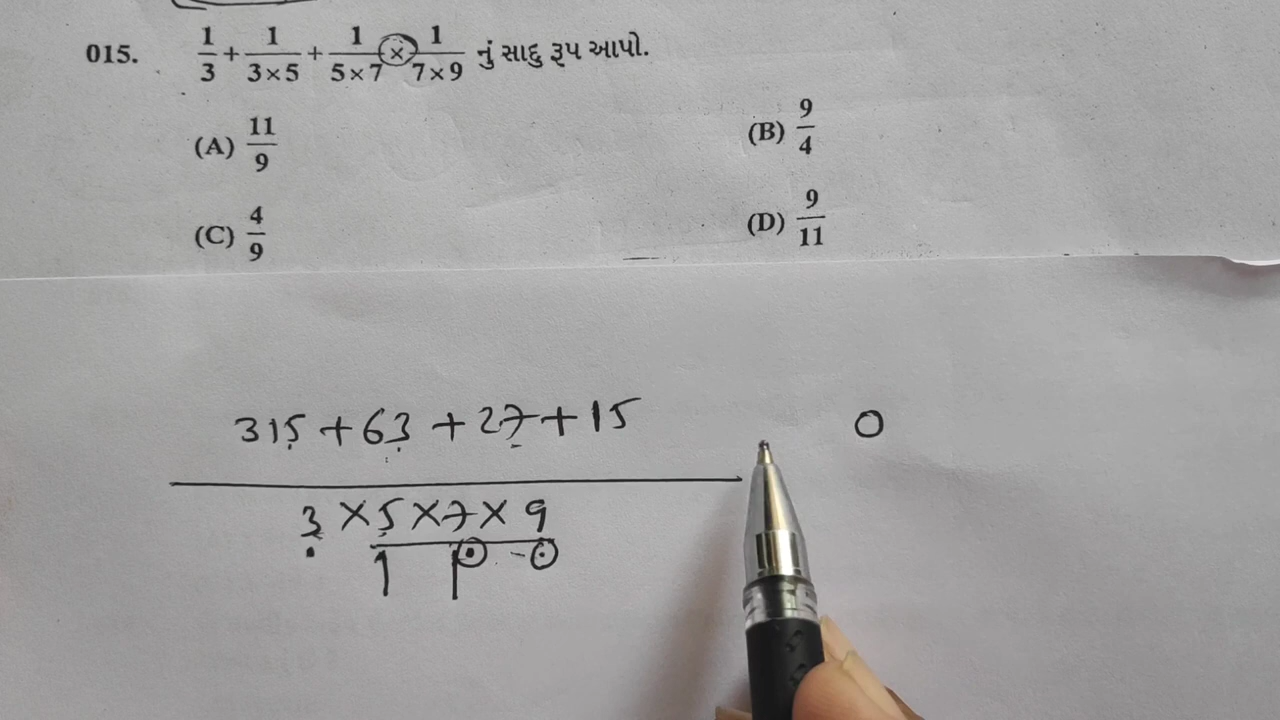 015. 1/3 + 1/3×5 + 1/5×7 × 1/7×9 નું સાદુ રૂપ આપો.
(A) 11/9 (B) 9/4
(C) 4/9 (D) 9/11
315 + 63 + 27 + 15 0
3 × 5 × 7 × 9